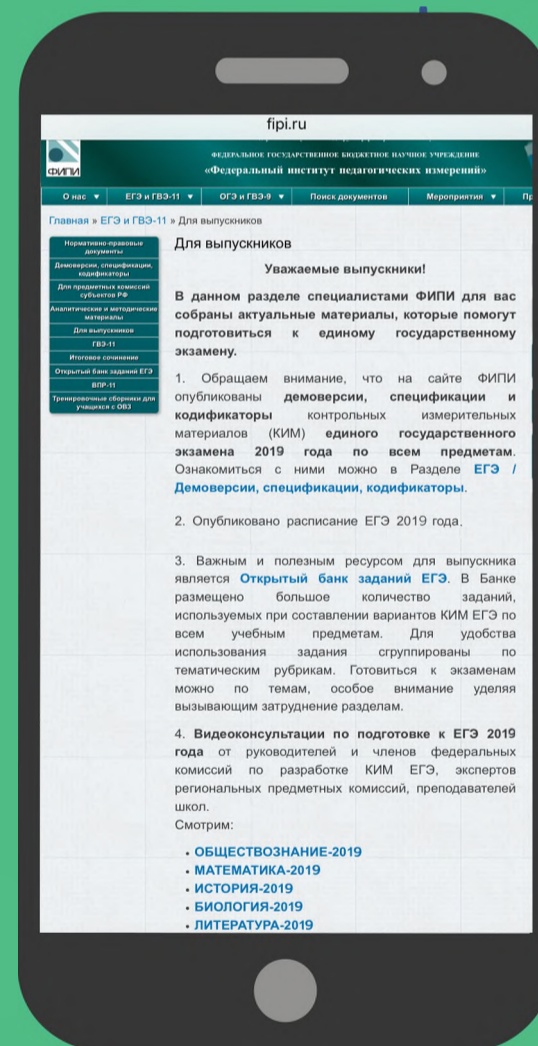 fipi.ru
ФИПИ
ФЕДЕРАЛЬНОЕ ГОСУДАРСТВЕННОЕ БЮДЖЕТНОЕ НАУЧНОЕ УЧРЕЖДЕНИЕ
«Федеральный институт педагогических измерений»
О нас ▼ ЕГЭ и ГВЭ-11 ▼ ОГЭ и ГВЭ-9 ▼ Поиск документов Мероприятия ▼ Пр
Главная » ЕГЭ и ГВЭ-11 » Для выпускников
Нормативно-правовые
документы
Демоверсии, спецификации,
кодификаторы
Для предметных комиссий
субъектов РФ
Аналитические и методические
материалы
Для выпускников
ГВЭ-11
Итоговое сочинение
Открытый банк заданий ЕГЭ
ВПР-11
Тренировочные сборники для
учащихся с ОВЗ
Для выпускников
Уважаемые выпускники!
В данном разделе специалистами ФИПИ для вас
собраны актуальные материалы, которые помогут
подготовиться к единому государственному
экзамену.
1. Обращаем внимание, что на сайте ФИПИ
опубликованы демоверсии, спецификации и
кодификаторы контрольных измерительных
материалов (КИМ) единого государственного
экзамена 2019 года по всем предметам.
Ознакомиться с ними можно в Разделе ЕГЭ /
Демоверсии, спецификации, кодификаторы.
2. Опубликовано расписание ЕГЭ 2019 года.
3. Важным и полезным ресурсом для выпускника
является Открытый банк заданий ЕГЭ. В Банке
размещено большое количество заданий,
используемых при составлении вариантов КИМ ЕГЭ по
всем учебным предметам. Для удобства
использования задания сгруппированы по
тематическим рубрикам. Готовиться к экзаменам
можно по темам, особое внимание уделяя
вызывающим затруднение разделам.
4. Видеоконсультации по подготовке к ЕГЭ 2019
года от руководителей и членов федеральных
комиссий по разработке КИМ ЕГЭ, экспертов
региональных предметных комиссий, преподавателей
школ.
Смотрим:
• ОБЩЕСТВОЗНАНИЕ-2019
• МАТЕМАТИКА-2019
• ИСТОРИЯ-2019
• БИОЛОГИЯ-2019
• ЛИТЕРАТУРА-2019